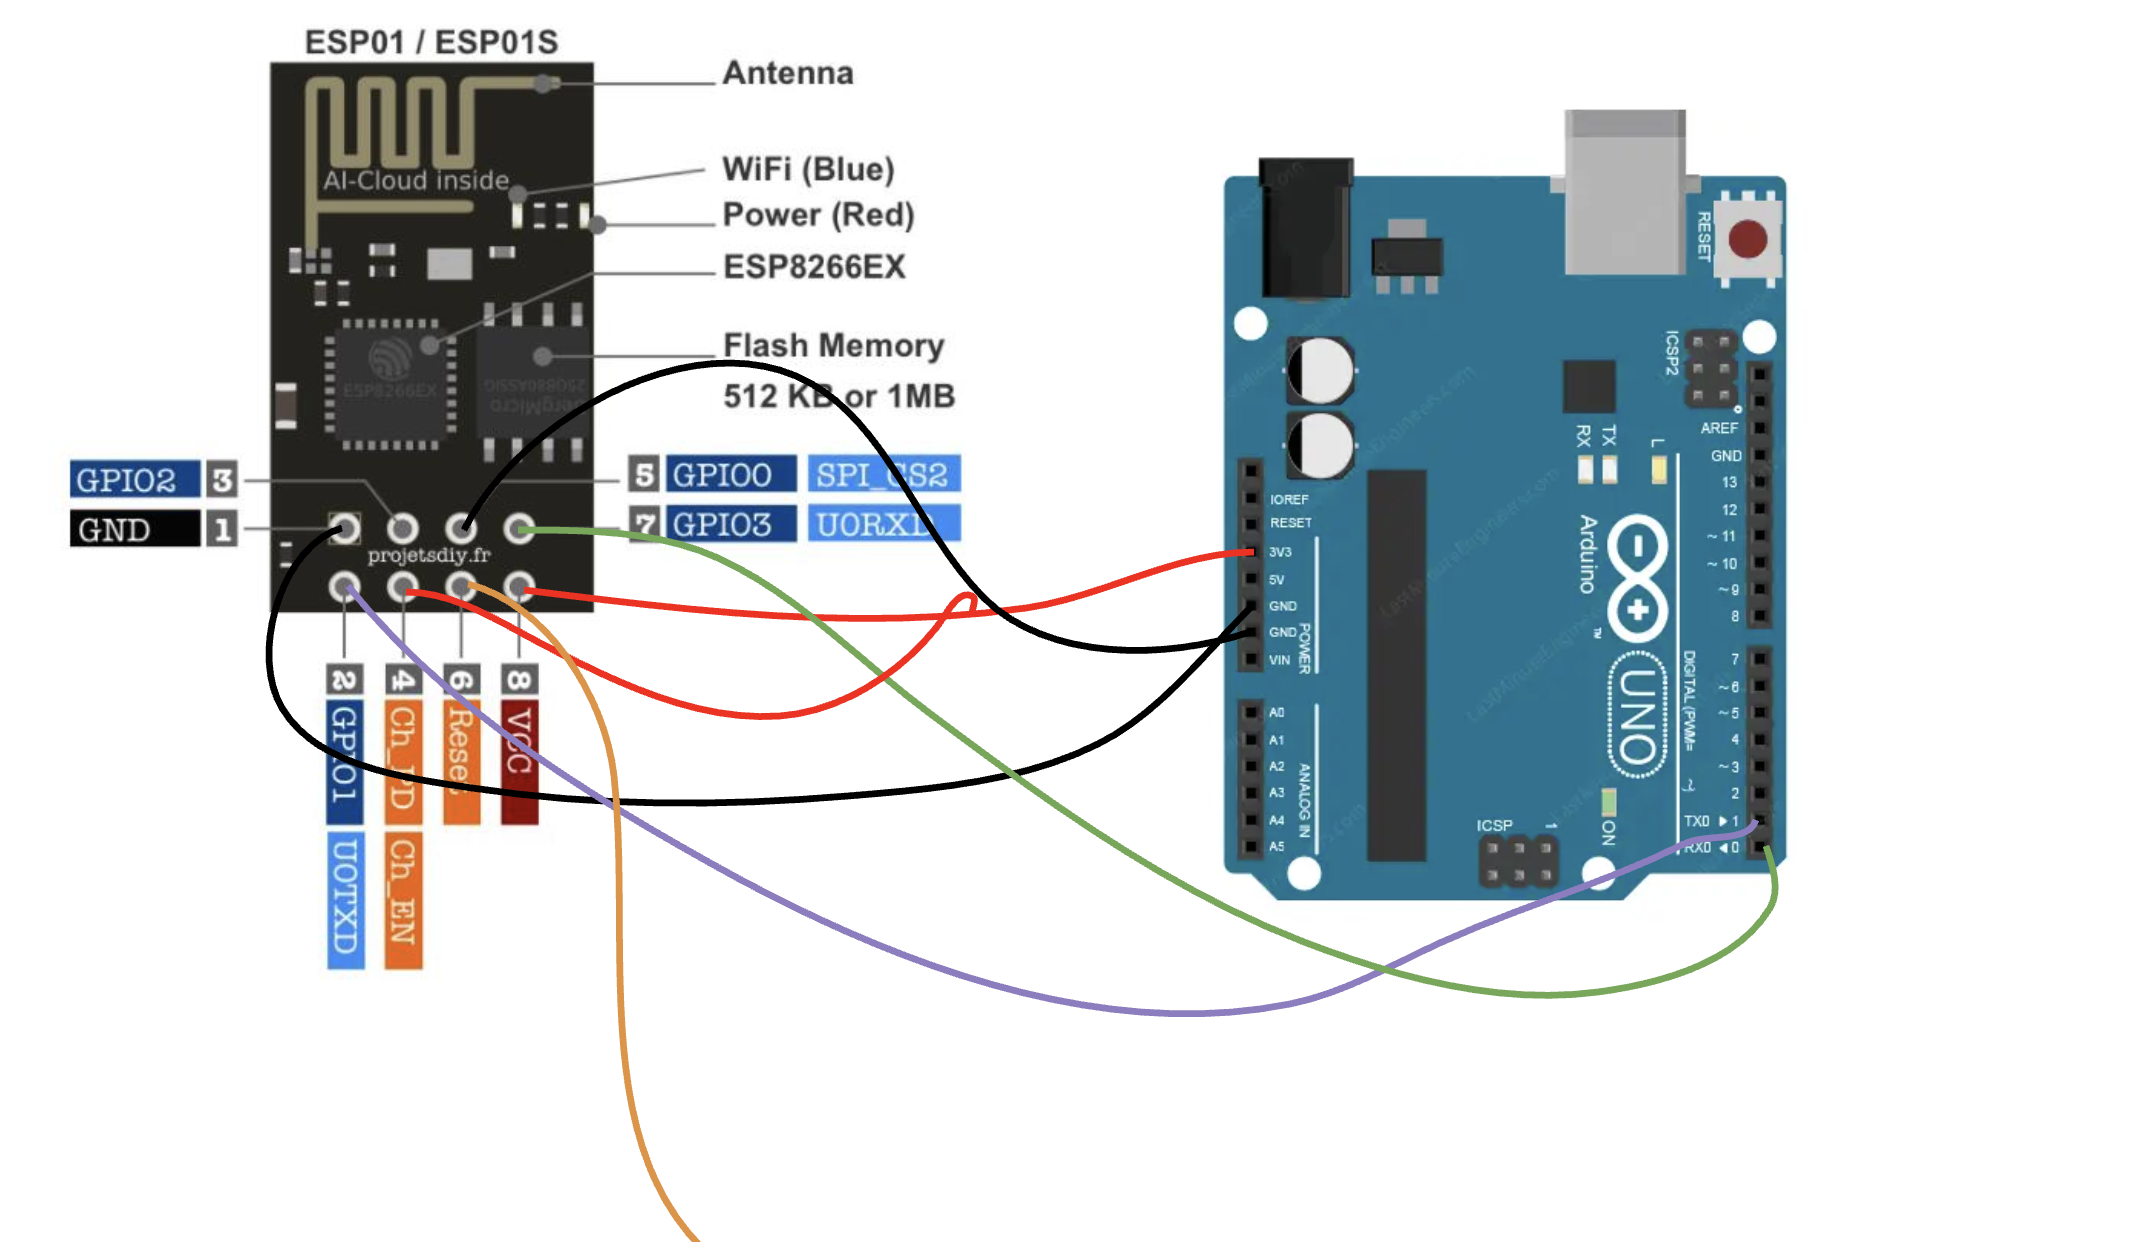 ESP01 / ESP01S
Antenna
AI-Cloud inside
WiFi (Blue)
Power (Red)
ESP8266EX
ESP8266EX
Flash Memory
512 KB or 1MB
GPIO2 3
GND 1
5 GPIO0 SPI_CS2
7 GPIO3 U0RXD
projetsdiy.fr
2 GPIO1 U0TXD
4 Ch_PD Ch_EN
6 Reset
8 VCC
RESET
ICSP2
AREF
GND
13
12
~ 11
~ 10
~ 9
8
7
~ 6
~ 5
4
~ 3
2
TX0 ▶ 1
RX0 ◀ 0
RX
TX
L
Arduino
TM
UNO
DIGITAL (PWM= ~)
IOREF
RESET
3V3
5V
GND
GND
VIN
POWER
A0
A1
A2
A3
A4
A5
ANALOG IN
ICSP
1
ON